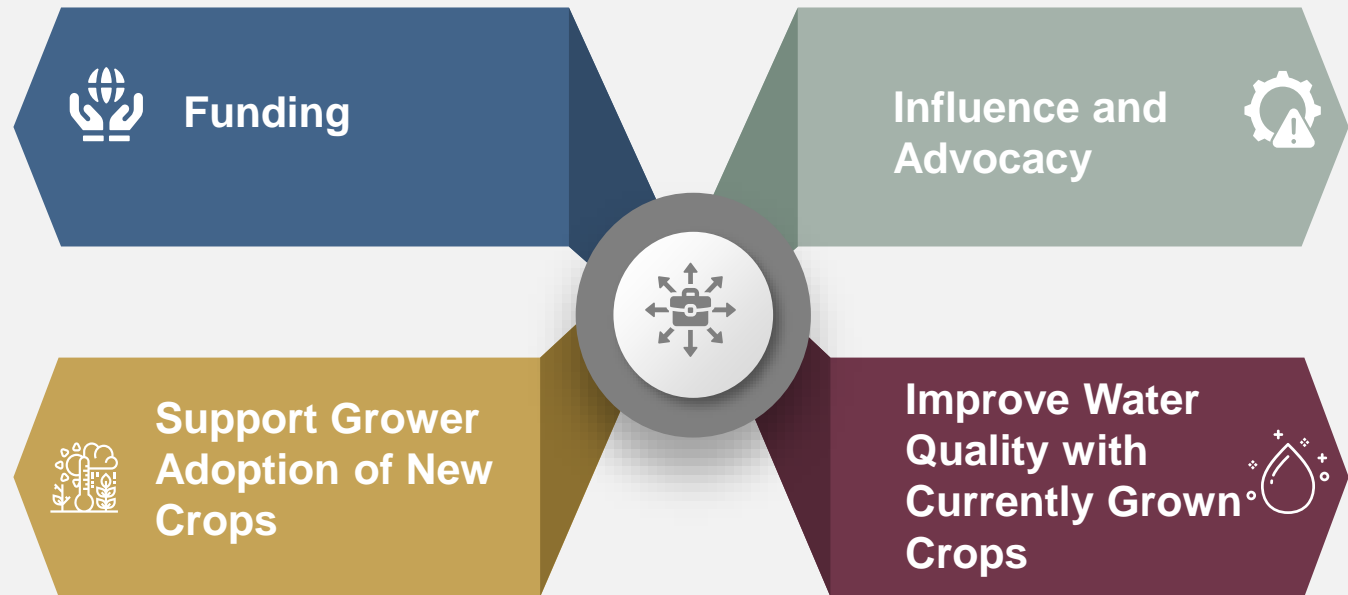 Funding
Influence and
Advocacy
Support Grower
Adoption of New
Crops
Improve Water
Quality with
Currently Grown
Crops